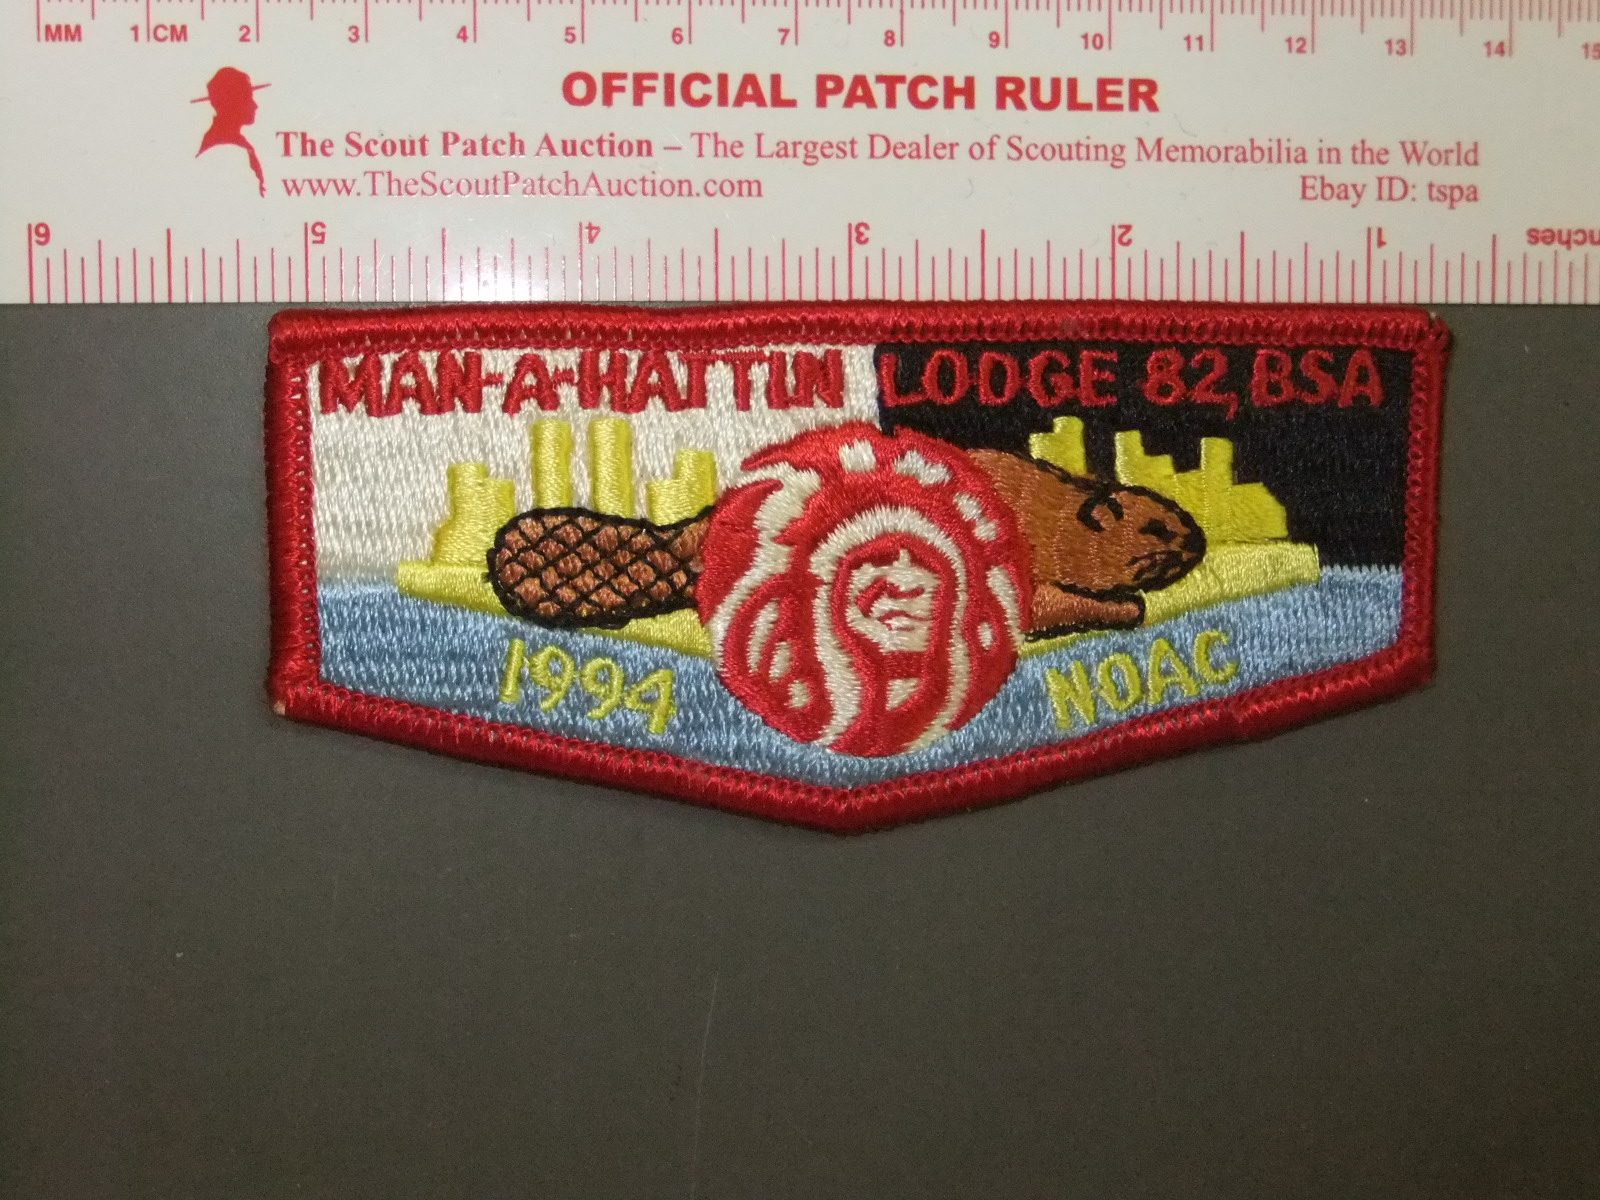 MM 1 CM 2 3 4 5 6 7 8 9 10 11 12 13 14 15
OFFICIAL PATCH RULER
The Scout Patch Auction – The Largest Dealer of Scouting Memorabilia in the World
www.TheScoutPatchAuction.com Ebay ID: tspa
6 5 4 3 2 1 nches
MAN-A-HATTIN LODGE 82, BSA
1994 NOAC